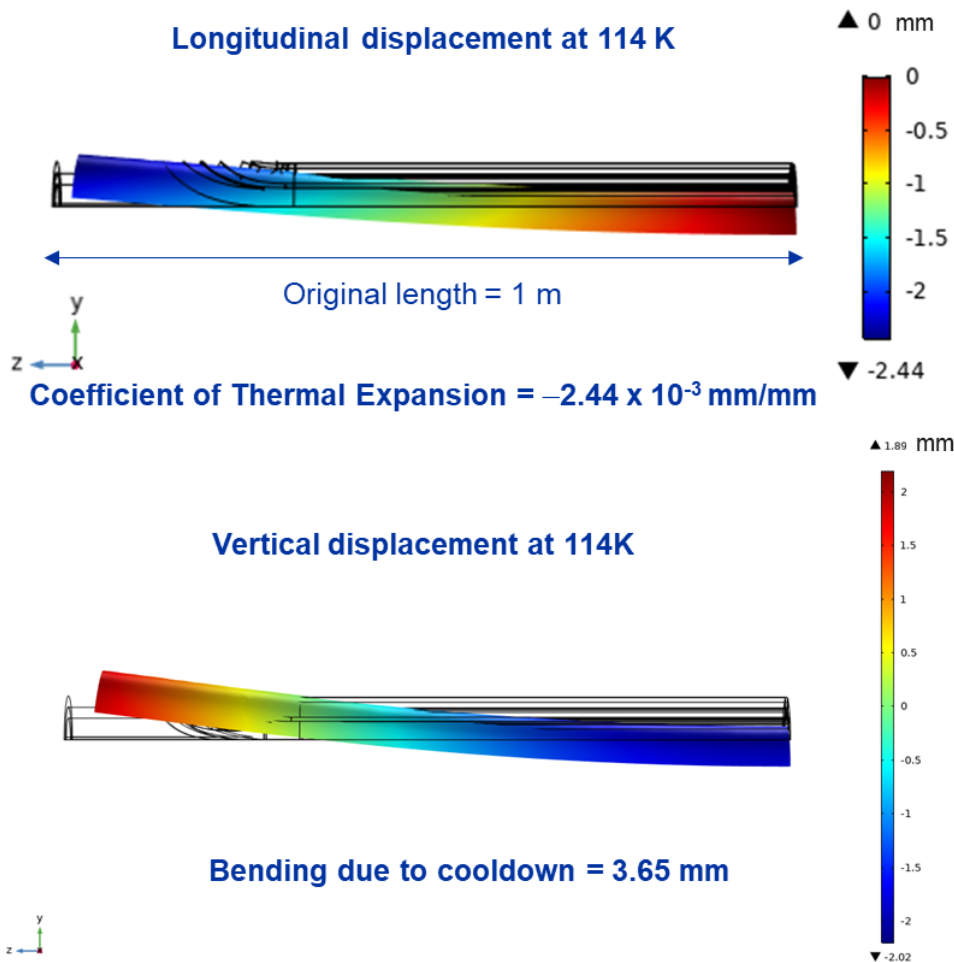 Longitudinal displacement at 114 K
▲ 0 mm
0
-0.5
-1
-1.5
-2
▼ -2.44
Original length = 1 m
y
z x
Coefficient of Thermal Expansion = –2.44 x 10⁻³ mm/mm
▲ 1.89 mm
2
1.5
1
0.5
0
-0.5
-1
-1.5
-2
▼ -2.02
Vertical displacement at 114K
Bending due to cooldown = 3.65 mm
y
z